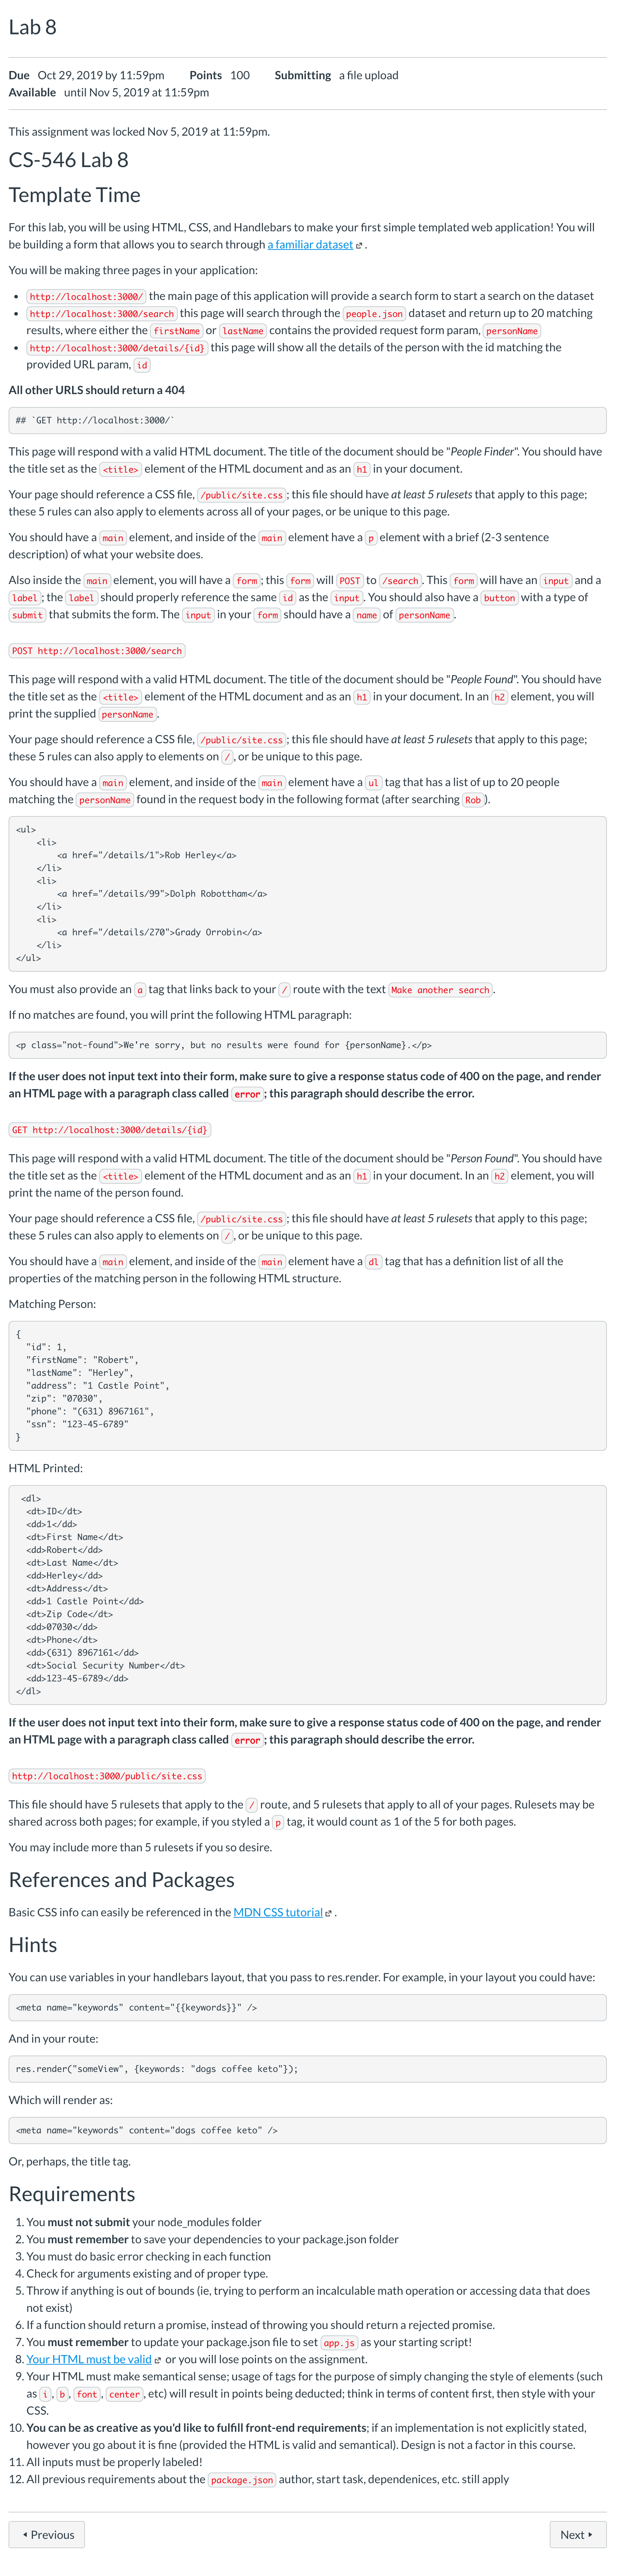 Lab 8
Due Oct 29, 2019 by 11:59pm Points 100 Submitting a file upload
Available until Nov 5, 2019 at 11:59pm
This assignment was locked Nov 5, 2019 at 11:59pm.
CS-546 Lab 8
Template Time
For this lab, you will be using HTML, CSS, and Handlebars to make your first simple templated web application! You will
be building a form that allows you to search through a familiar dataset .
You will be making three pages in your application:
• http://localhost:3000/ the main page of this application will provide a search form to start a search on the dataset
• http://localhost:3000/search this page will search through the people.json dataset and return up to 20 matching
results, where either the firstName or lastName contains the provided request form param, personName
• http://localhost:3000/details/{id} this page will show all the details of the person with the id matching the
provided URL param, id
All other URLS should return a 404
## `GET http://localhost:3000/`
This page will respond with a valid HTML document. The title of the document should be "People Finder". You should have
the title set as the <title> element of the HTML document and as an h1 in your document.
Your page should reference a CSS file, /public/site.css; this file should have at least 5 rulesets that apply to this page;
these 5 rules can also apply to elements across all of your pages, or be unique to this page.
You should have a main element, and inside of the main element have a p element with a brief (2-3 sentence
description) of what your website does.
Also inside the main element, you will have a form; this form will POST to /search. This form will have an input and a
label; the label should properly reference the same id as the input. You should also have a button with a type of
submit that submits the form. The input in your form should have a name of personName.
POST http://localhost:3000/search
This page will respond with a valid HTML document. The title of the document should be "People Found". You should have
the title set as the <title> element of the HTML document and as an h1 in your document. In an h2 element, you will
print the supplied personName.
Your page should reference a CSS file, /public/site.css; this file should have at least 5 rulesets that apply to this page;
these 5 rules can also apply to elements on /, or be unique to this page.
You should have a main element, and inside of the main element have a ul tag that has a list of up to 20 people
matching the personName found in the request body in the following format (after searching Rob).
<ul>
<li>
<a href="/details/1">Rob Herley</a>
</li>
<li>
<a href="/details/99">Dolph Robottham</a>
</li>
<li>
<a href="/details/270">Grady Orrobin</a>
</li>
</ul>
You must also provide an a tag that links back to your / route with the text Make another search.
If no matches are found, you will print the following HTML paragraph:
<p class="not-found">We're sorry, but no results were found for {personName}.</p>
If the user does not input text into their form, make sure to give a response status code of 400 on the page, and render
an HTML page with a paragraph class called error; this paragraph should describe the error.
GET http://localhost:3000/details/{id}
This page will respond with a valid HTML document. The title of the document should be "Person Found". You should have
the title set as the <title> element of the HTML document and as an h1 in your document. In an h2 element, you will
print the name of the person found.
Your page should reference a CSS file, /public/site.css; this file should have at least 5 rulesets that apply to this page;
these 5 rules can also apply to elements on /, or be unique to this page.
You should have a main element, and inside of the main element have a dl tag that has a definition list of all the
properties of the matching person in the following HTML structure.
Matching Person:
{
"id": 1,
"firstName": "Robert",
"lastName": "Herley",
"address": "1 Castle Point",
"zip": "07030",
"phone": "(631) 8967161",
"ssn": "123-45-6789"
}
HTML Printed:
<dl>
<dt>ID</dt>
<dd>1</dd>
<dt>First Name</dt>
<dd>Robert</dd>
<dt>Last Name</dt>
<dd>Herley</dd>
<dt>Address</dt>
<dd>1 Castle Point</dd>
<dt>Zip Code</dt>
<dd>07030</dd>
<dt>Phone</dt>
<dd>(631) 8967161</dd>
<dt>Social Security Number</dt>
<dd>123-45-6789</dd>
</dl>
If the user does not input text into their form, make sure to give a response status code of 400 on the page, and render
an HTML page with a paragraph class called error; this paragraph should describe the error.
http://localhost:3000/public/site.css
This file should have 5 rulesets that apply to the / route, and 5 rulesets that apply to all of your pages. Rulesets may be
shared across both pages; for example, if you styled a p tag, it would count as 1 of the 5 for both pages.
You may include more than 5 rulesets if you so desire.
References and Packages
Basic CSS info can easily be referenced in the MDN CSS tutorial .
Hints
You can use variables in your handlebars layout, that you pass to res.render. For example, in your layout you could have:
<meta name="keywords" content="{{keywords}}" />
And in your route:
res.render("someView", {keywords: "dogs coffee keto"});
Which will render as:
<meta name="keywords" content="dogs coffee keto" />
Or, perhaps, the title tag.
Requirements
1. You must not submit your node_modules folder
2. You must remember to save your dependencies to your package.json folder
3. You must do basic error checking in each function
4. Check for arguments existing and of proper type.
5. Throw if anything is out of bounds (ie, trying to perform an incalculable math operation or accessing data that does
not exist)
6. If a function should return a promise, instead of throwing you should return a rejected promise.
7. You must remember to update your package.json file to set app.js as your starting script!
8. Your HTML must be valid or you will lose points on the assignment.
9. Your HTML must make semantical sense; usage of tags for the purpose of simply changing the style of elements (such
as i, b, font, center, etc) will result in points being deducted; think in terms of content first, then style with your
CSS.
10. You can be as creative as you'd like to fulfill front-end requirements; if an implementation is not explicitly stated,
however you go about it is fine (provided the HTML is valid and semantical). Design is not a factor in this course.
11. All inputs must be properly labeled!
12. All previous requirements about the package.json author, start task, dependenices, etc. still apply
Previous Next